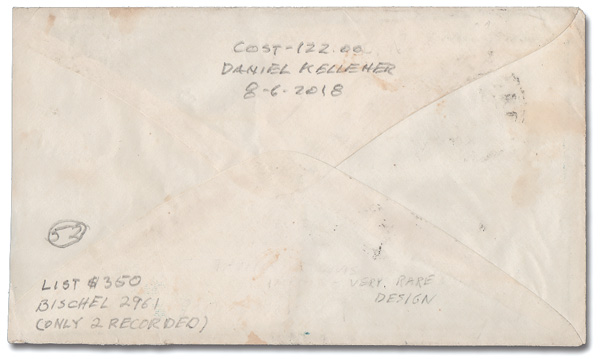 COST-122.00
DANIEL KELLEHER
8-6-2018
52
LIST $350
BISCHEL 2961
(ONLY 2 RECORDED)
VERY. RARE
DESIGN